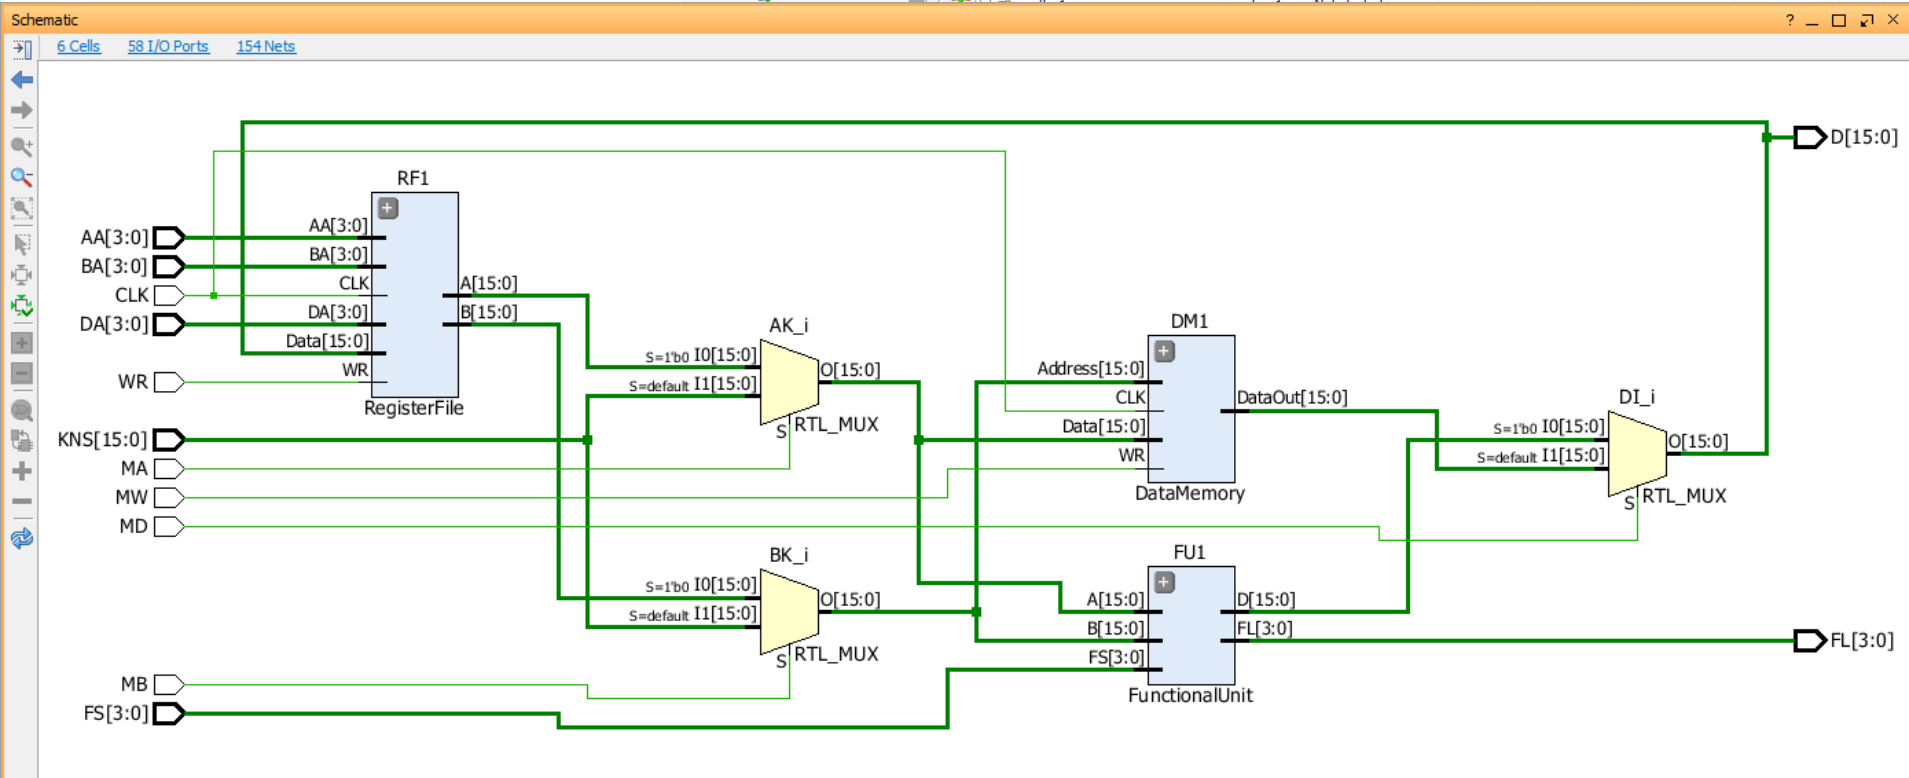 Schematic
?
6 Cells 58 I/O Ports 154 Nets
D[15:0]
RF1
AA[3:0] AA[3:0]
BA[3:0] BA[3:0]
CLK CLK A[15:0]
DA[3:0] DA[3:0] B[15:0]
Data[15:0]
WR WR
RegisterFile
KNS[15:0]
MA
MW
MD
AK_i
S=1'b0 I0[15:0] O[15:0]
S=default I1[15:0]
S RTL_MUX
BK_i
S=1'b0 I0[15:0] O[15:0]
S=default I1[15:0]
S RTL_MUX
MB
FS[3:0]
DM1
Address[15:0]
CLK DataOut[15:0]
Data[15:0]
WR
DataMemory
FU1
A[15:0] D[15:0]
B[15:0] FL[3:0]
FS[3:0]
FunctionalUnit
DI_i
S=1'b0 I0[15:0] O[15:0]
S=default I1[15:0]
S RTL_MUX
FL[3:0]